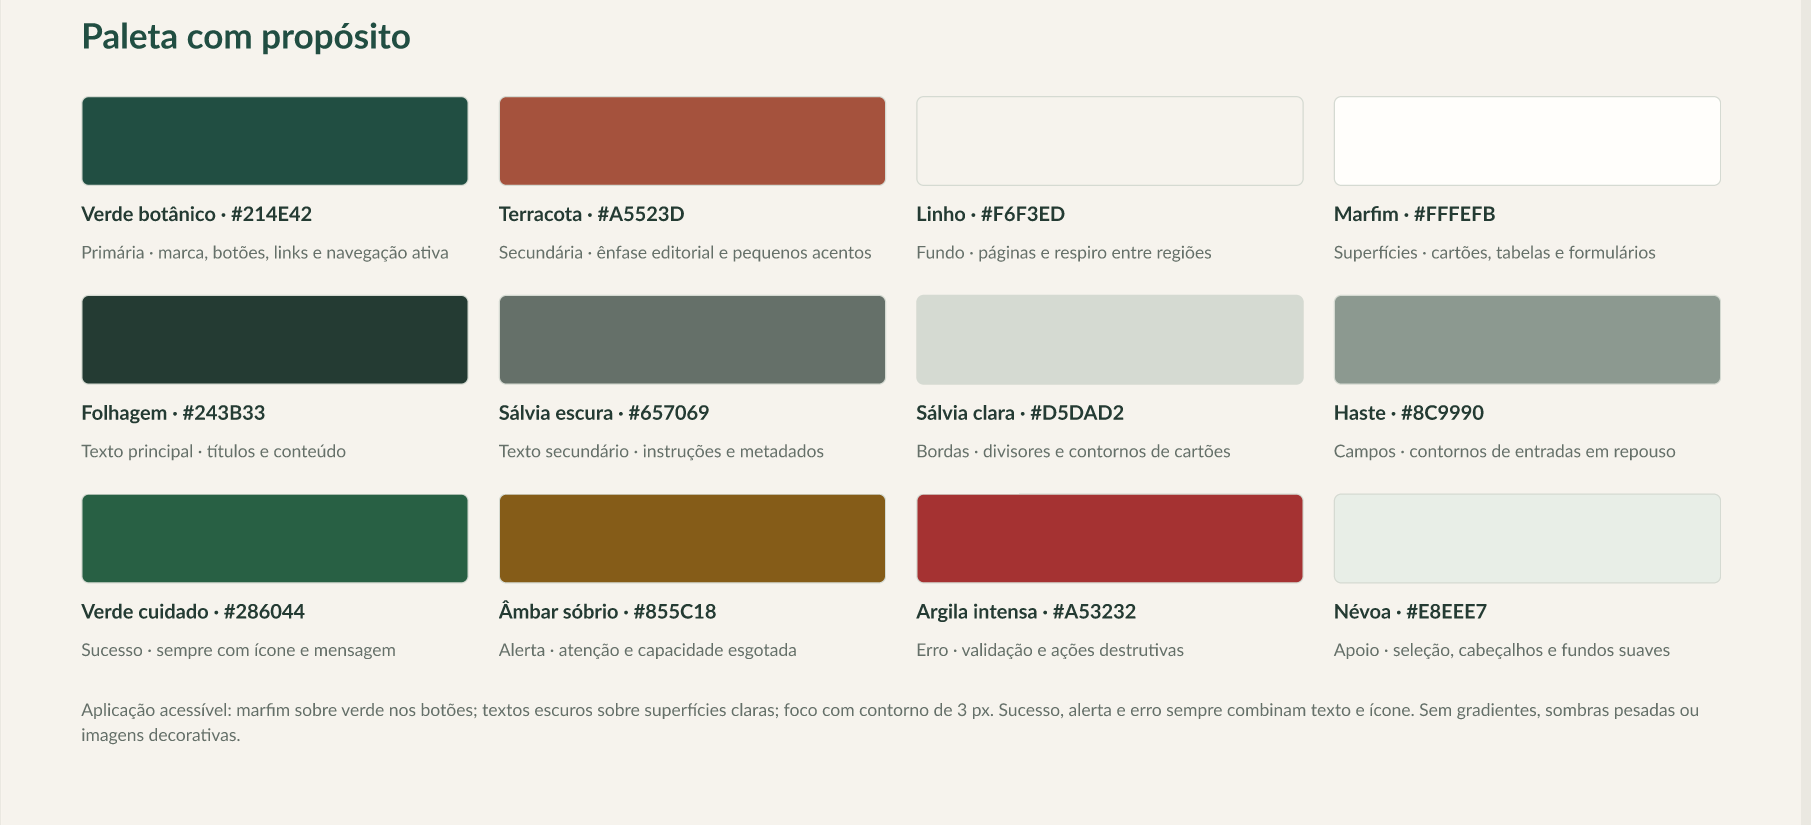 Paleta com propósito
Verde botânico · #214E42
Primária · marca, botões, links e navegação ativa
Terracota · #A5523D
Secundária · ênfase editorial e pequenos acentos
Linho · #F6F3ED
Fundo · páginas e respiro entre regiões
Marfim · #FFFEFB
Superfícies · cartões, tabelas e formulários
Folhagem · #243B33
Texto principal · títulos e conteúdo
Sálvia escura · #657069
Texto secundário · instruções e metadados
Sálvia clara · #D5DAD2
Bordas · divisores e contornos de cartões
Haste · #8C9990
Campos · contornos de entradas em repouso
Verde cuidado · #286044
Sucesso · sempre com ícone e mensagem
Âmbar sóbrio · #855C18
Alerta · atenção e capacidade esgotada
Argila intensa · #A53232
Erro · validação e ações destrutivas
Névoa · #E8EEE7
Apoio · seleção, cabeçalhos e fundos suaves
Aplicação acessível: marfim sobre verde nos botões; textos escuros sobre superfícies claras; foco com contorno de 3 px. Sucesso, alerta e erro sempre combinam texto e ícone. Sem gradientes, sombras pesadas ou
imagens decorativas.